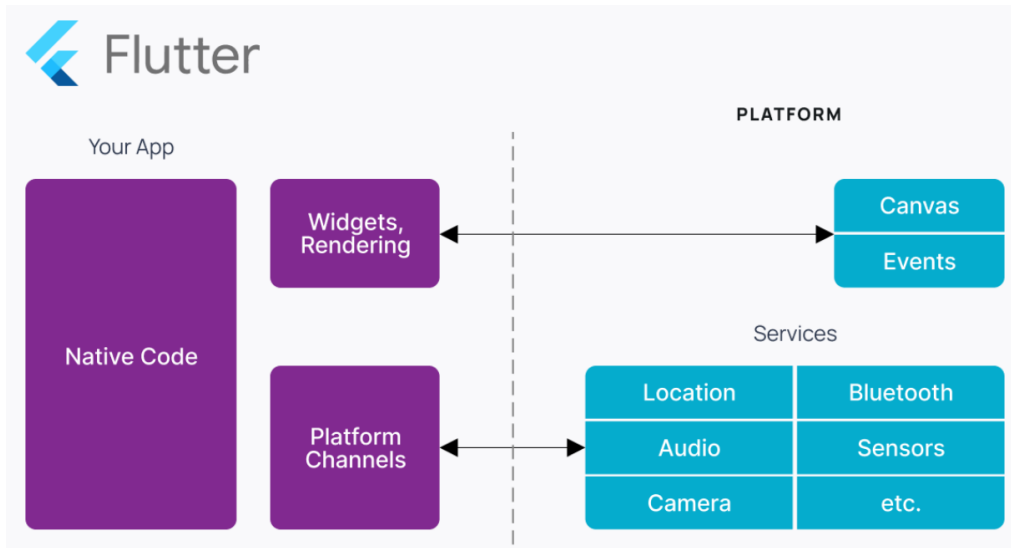 Flutter
PLATFORM
Your App
Native Code
Widgets,
Rendering
Canvas
Events
Services
Platform
Channels
Location
Bluetooth
Audio
Sensors
Camera
etc.